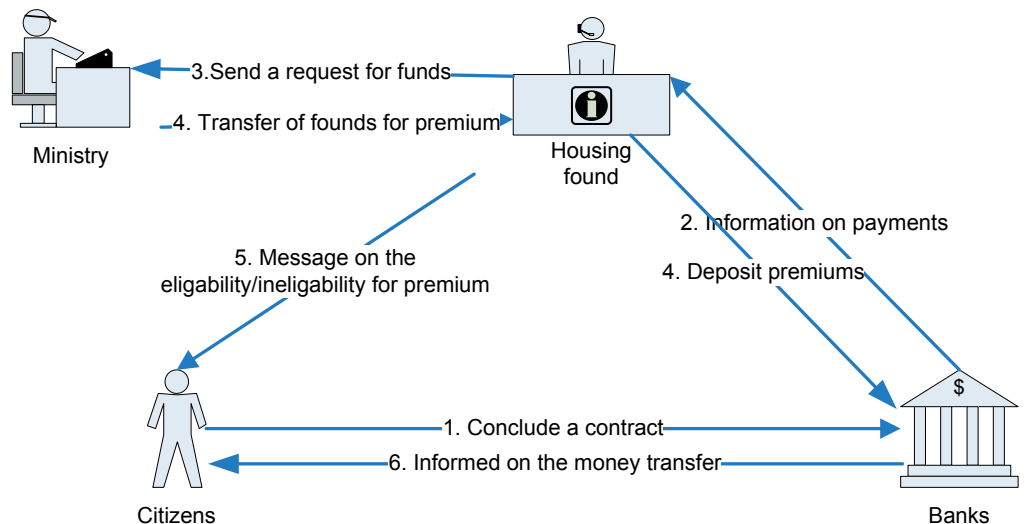 3.Send a request for funds
4. Transfer of founds for premium
Ministry
Housing
found
2. Information on payments
4. Deposit premiums
5. Message on the
eligability/ineligability for premium
$
1. Conclude a contract
6. Informed on the money transfer
Citizens
Banks